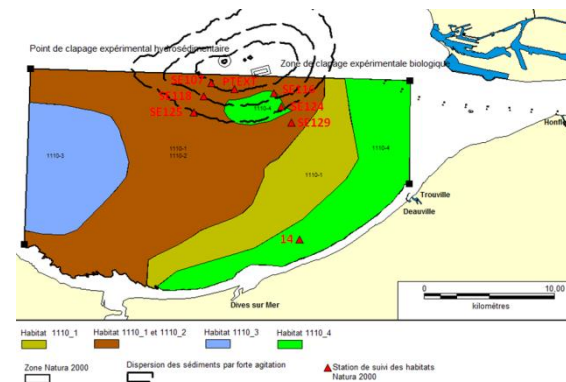 Point de clapage expérimental hydrosédimentaire
Zone de clapage expérimentale biologique
SE118
SE125
SE124
SE129
1110-4
1110-3
1110-1
1110-2
1110-1
1110-4
14
Trouville
Deauville
Dives sur Mer
0
10,00
kilomètres
Habitat 1110_1
Habitat 1110_1 et 1110_2
Habitat 1110_3
Habitat 1110_4
Zone Natura 2000
Dispersion des sédiments par forte agitation
Station de suivi des habitats
Natura 2000